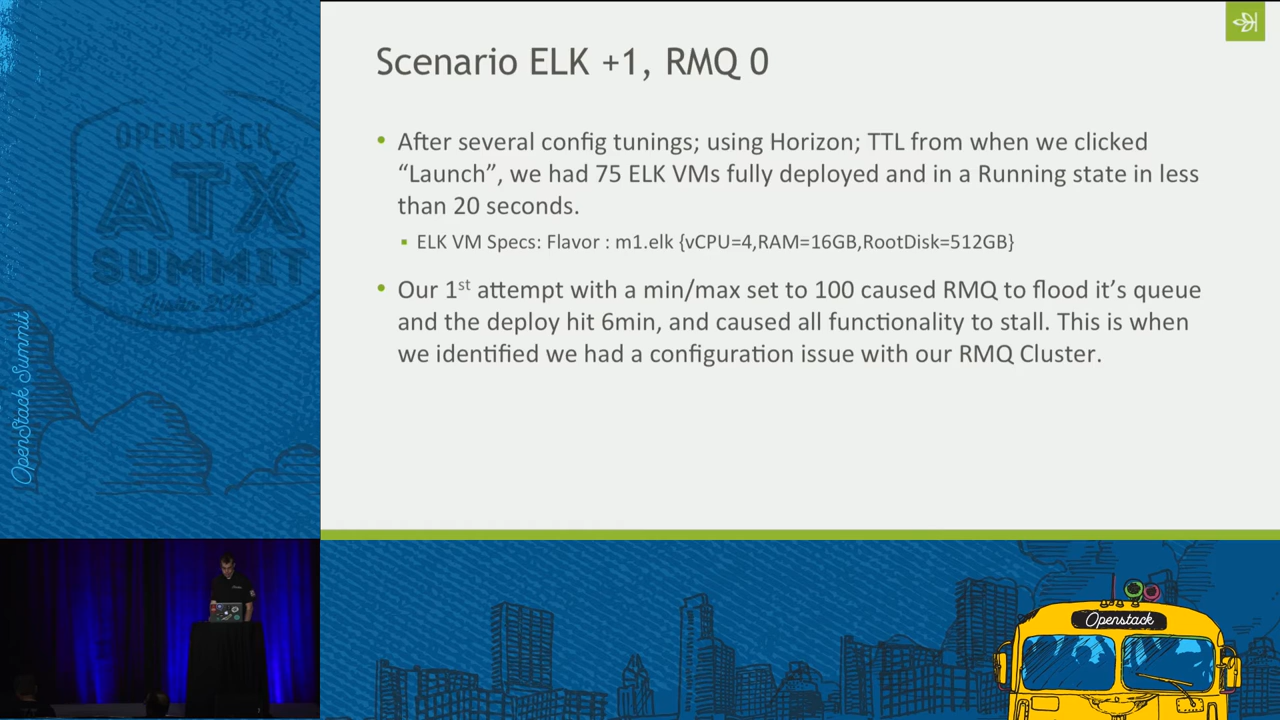 Scenario ELK +1, RMQ 0
• After several config tunings; using Horizon; TTL from when we clicked
“Launch”, we had 75 ELK VMs fully deployed and in a Running state in less
than 20 seconds.
▪ ELK VM Specs: Flavor : m1.elk {vCPU=4,RAM=16GB,RootDisk=512GB}
• Our 1st attempt with a min/max set to 100 caused RMQ to flood it’s queue
and the deploy hit 6min, and caused all functionality to stall. This is when
we identified we had a configuration issue with our RMQ Cluster.
OPENSTACK
ATX
SUMMIT
Austin 2016
OpenStack Summit
Openstack